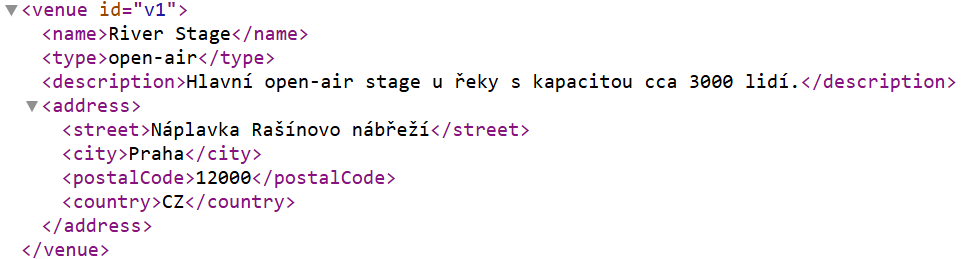 <venue id="v1">
<name>River Stage</name>
<type>open-air</type>
<description>Hlavní open-air stage u řeky s kapacitou cca 3000 lidí.</description>
<address>
<street>Náplavka Rašínovo nábřeží</street>
<city>Praha</city>
<postalCode>12000</postalCode>
<country>CZ</country>
</address>
</venue>